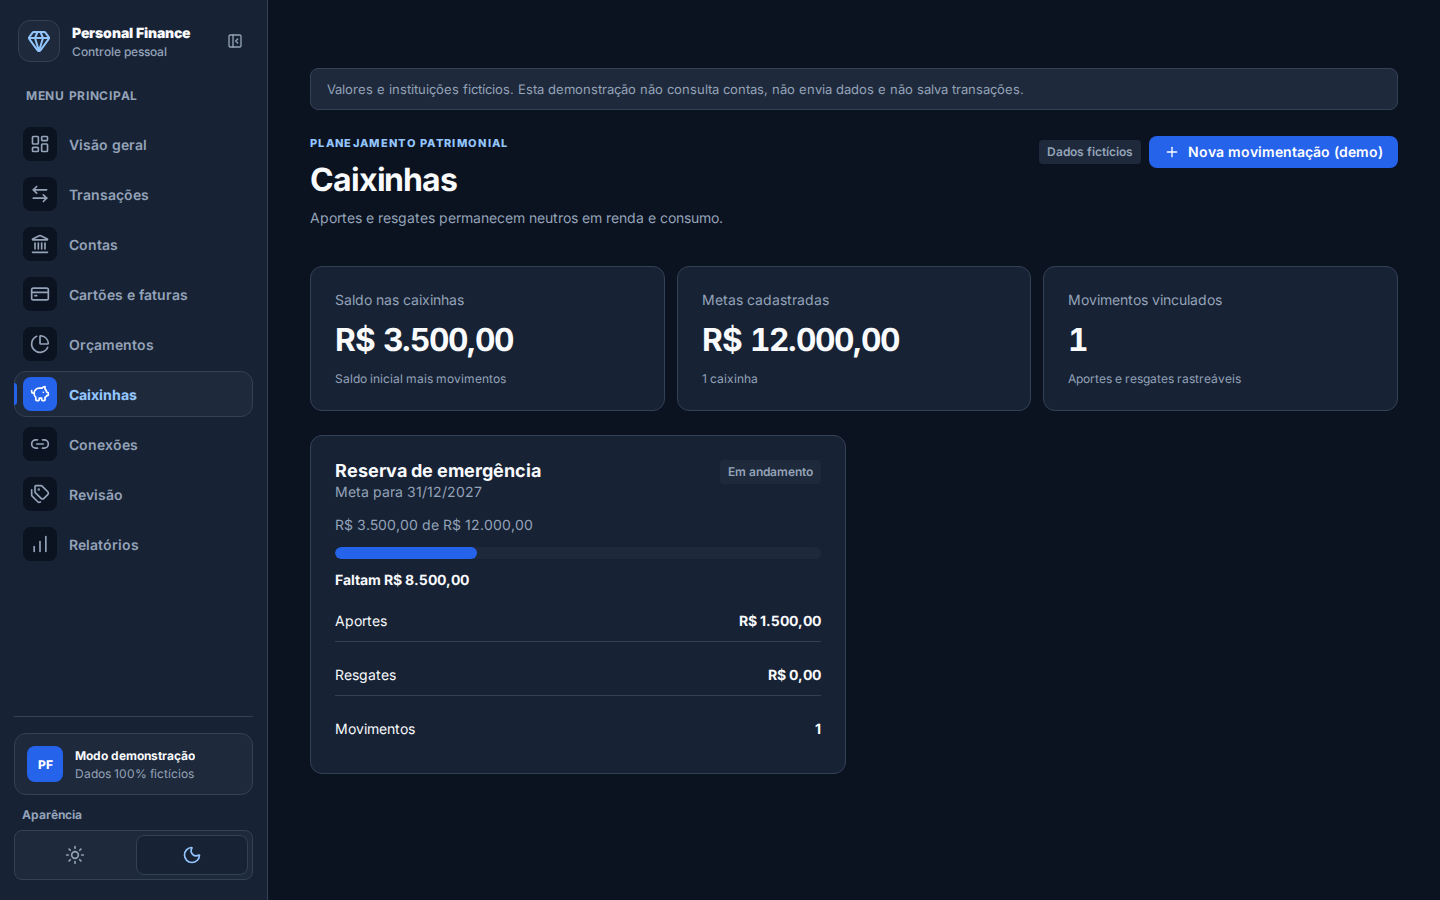 Personal Finance
Controle pessoal
MENU PRINCIPAL
Visão geral
Transações
Contas
Cartões e faturas
Orçamentos
Caixinhas
Conexões
Revisão
Relatórios
PF
Modo demonstração
Dados 100% fictícios
Aparência
Valores e instituições fictícios. Esta demonstração não consulta contas, não envia dados e não salva transações.
PLANEJAMENTO PATRIMONIAL
Caixinhas
Aportes e resgates permanecem neutros em renda e consumo.
Dados fictícios
Nova movimentação (demo)
Saldo nas caixinhas
R$ 3.500,00
Saldo inicial mais movimentos
Metas cadastradas
R$ 12.000,00
1 caixinha
Movimentos vinculados
1
Aportes e resgates rastreáveis
Reserva de emergência
Em andamento
Meta para 31/12/2027
R$ 3.500,00 de R$ 12.000,00
Faltam R$ 8.500,00
Aportes R$ 1.500,00
Resgates R$ 0,00
Movimentos 1